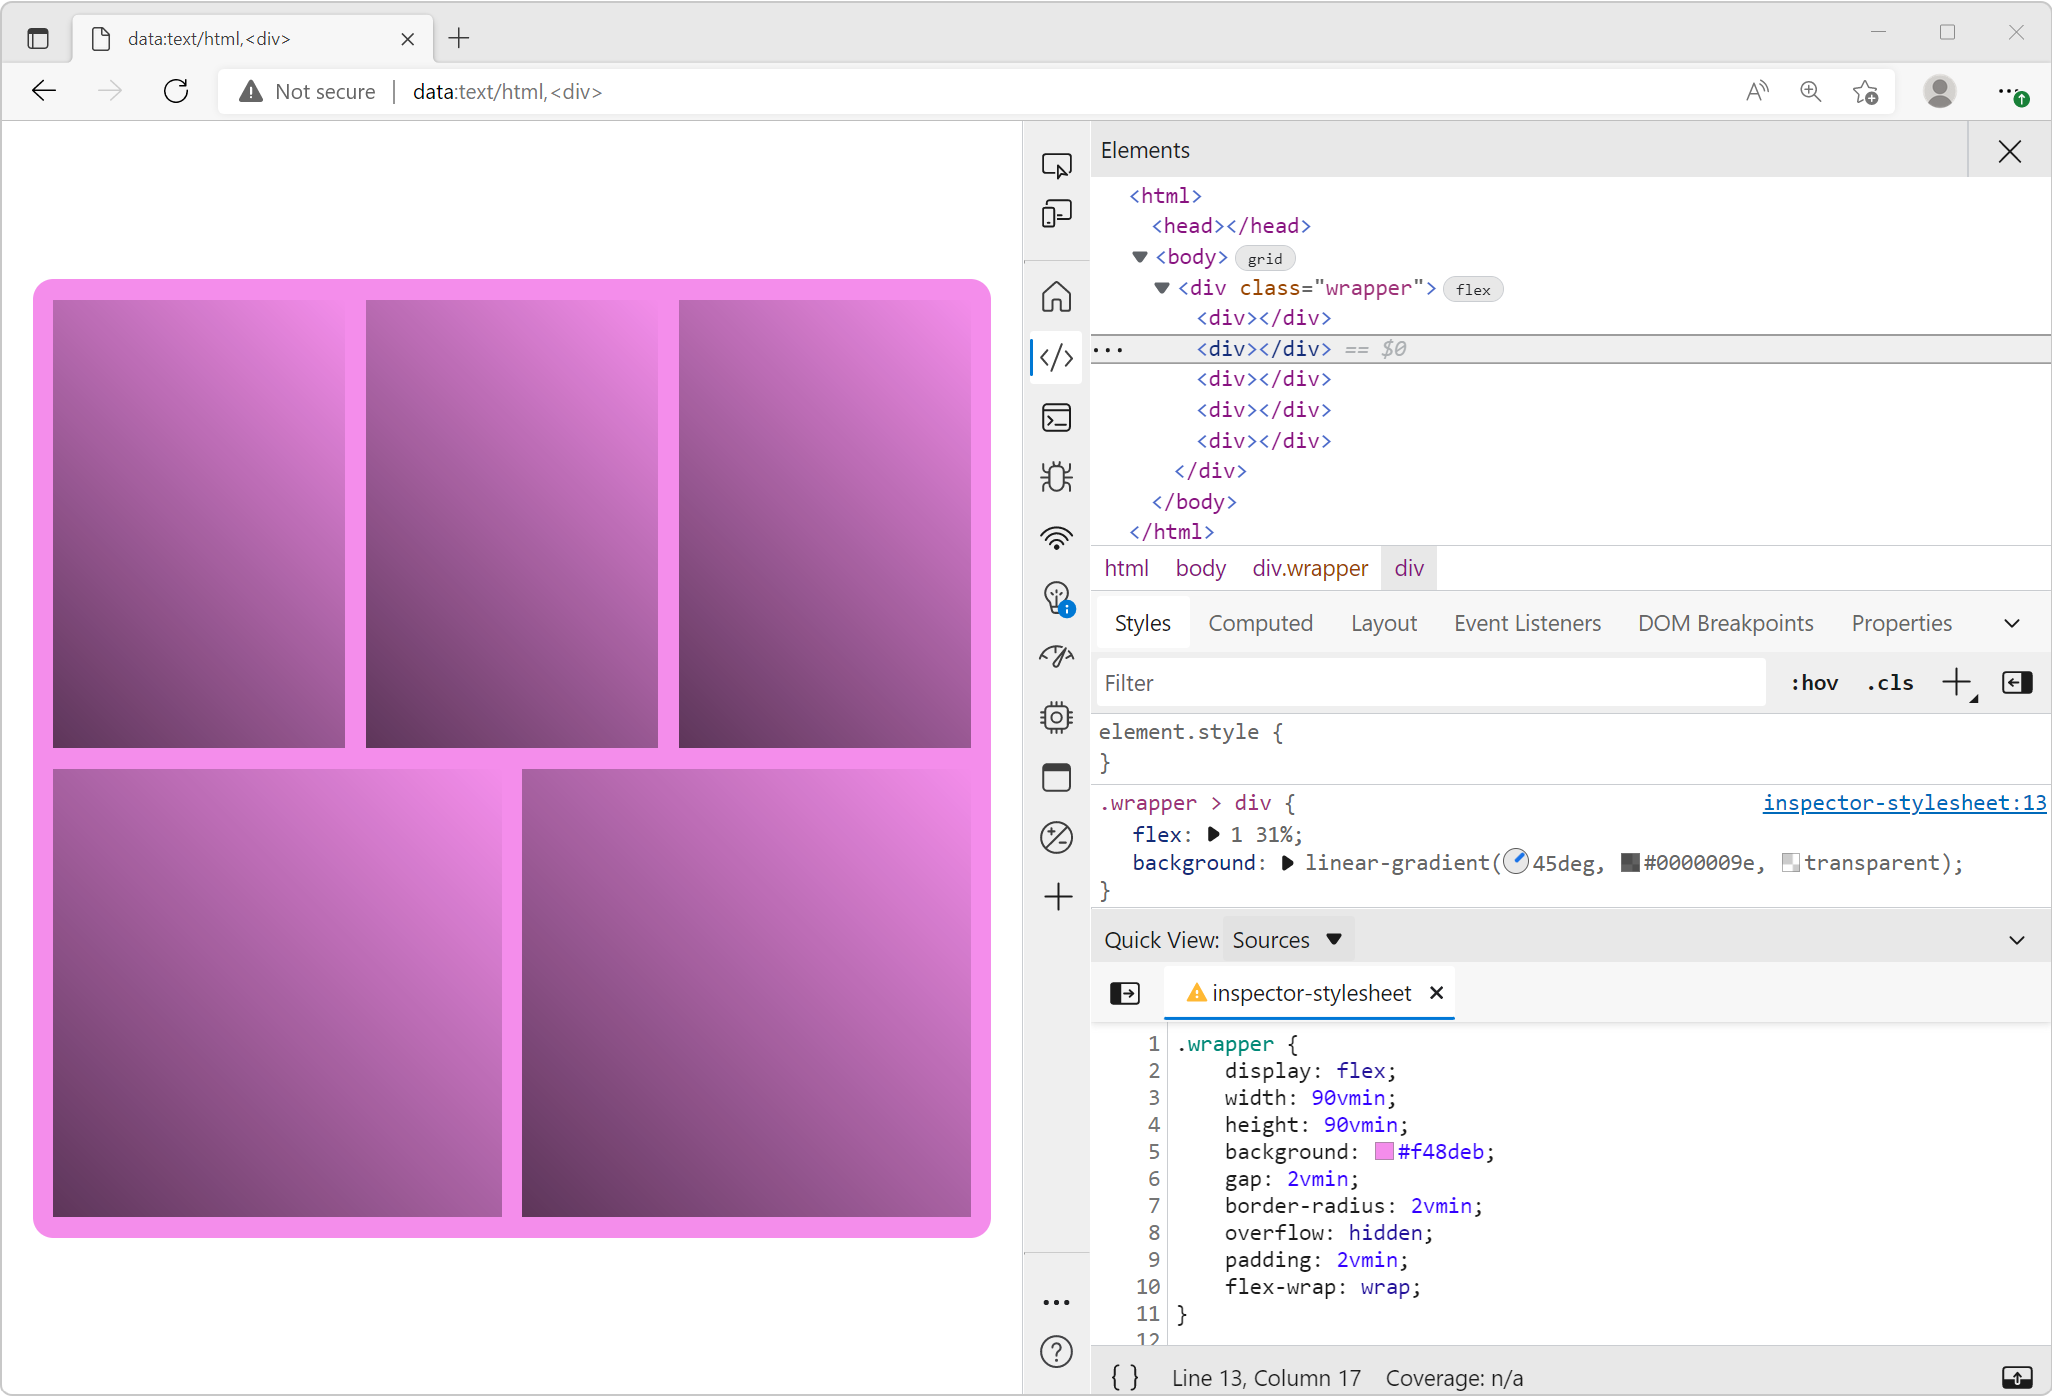 data:text/html,<div>
Not secure | data:text/html,<div>
Elements
<html>
<head></head>
<body> grid
<div class="wrapper"> flex
<div></div>
<div></div> == $0
<div></div>
<div></div>
<div></div>
</div>
</body>
</html>
html body div.wrapper div
Styles Computed Layout Event Listeners DOM Breakpoints Properties
Filter :hov .cls
element.style {
}
.wrapper > div { inspector-stylesheet:13
flex: 1 31%;
background: linear-gradient(45deg, #0000009e, transparent);
}
Quick View: Sources
inspector-stylesheet
1 .wrapper {
2 display: flex;
3 width: 90vmin;
4 height: 90vmin;
5 background: #f48deb;
6 gap: 2vmin;
7 border-radius: 2vmin;
8 overflow: hidden;
9 padding: 2vmin;
10 flex-wrap: wrap;
11 }
12
{ } Line 13, Column 17 Coverage: n/a